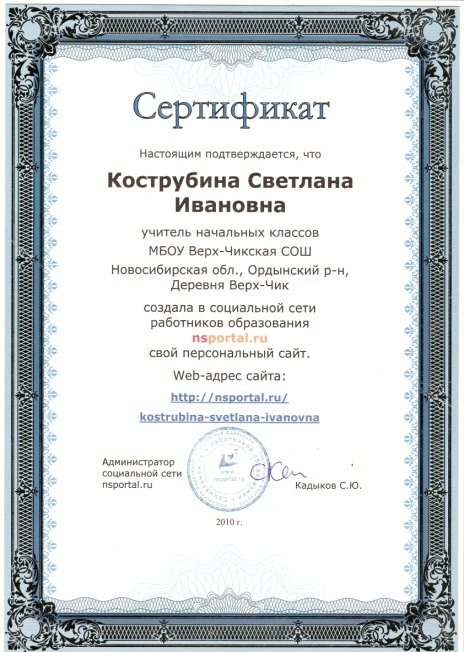 Сертификат
Настоящим подтверждается, что
Кострубина Светлана
Ивановна
учитель начальных классов
МБОУ Верх-Чикская СОШ
Новосибирская обл., Ордынский р-н,
Деревня Верх-Чик
создала в социальной сети
работников образования
nsportal.ru
свой персональный сайт.
Web-адрес сайта:
http://nsportal.ru/
kostrubina-svetlana-ivanovna
Администратор
социальной сети
nsportal.ru
nsportal.ru
Кадыков С.Ю.
2010 г.